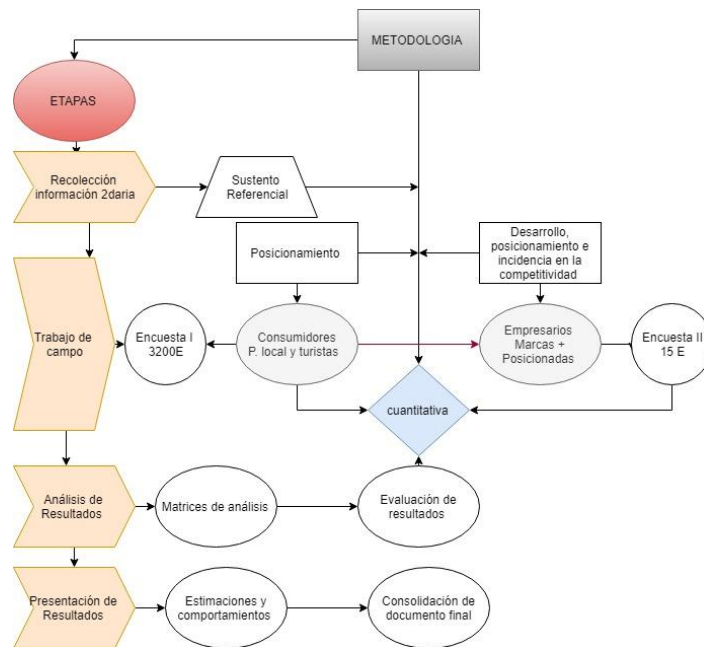 METODOLOGIA
ETAPAS
Recolección
información 2daria
Sustento
Referencial
Posicionamiento
Desarrollo,
posicionamiento e
incidencia en la
competitividad
Trabajo de
campo
Encuesta I
3200E
Consumidores
P. local y turistas
Empresarios
Marcas +
Posicionadas
Encuesta II
15 E
cuantitativa
Análisis de
Resultados
Matrices de análisis
Evaluación de
resultados
Presentación de
Resultados
Estimaciones y
comportamientos
Consolidación de
documento final